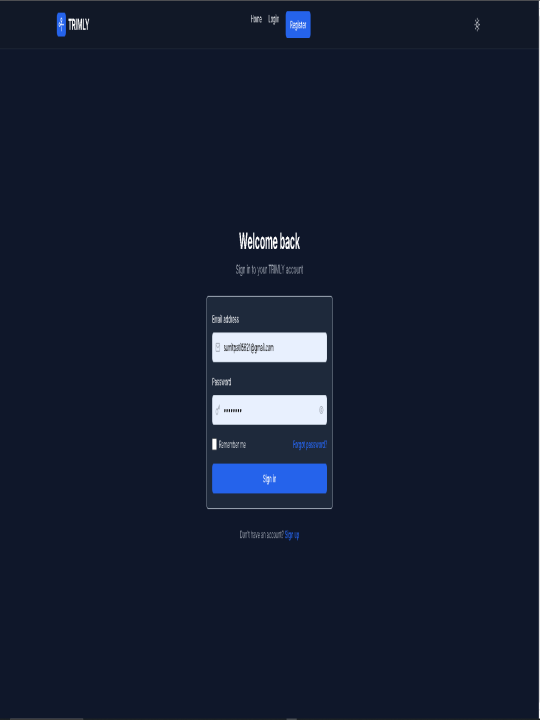 TRIMLY
Home Login Register
Welcome back
Sign in to your TRIMLY account
Email address
sumitpatil5621@gmail.com
Password
••••••••
Remember me Forgot password?
Sign in
Don't have an account? Sign up